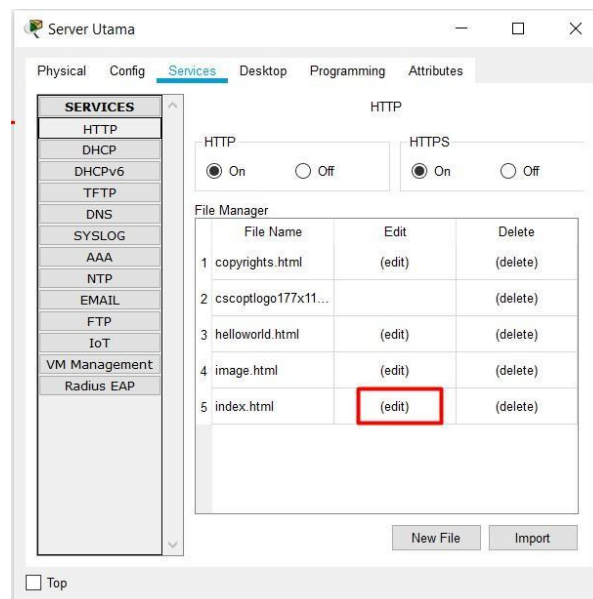 Server Utama
Physical Config Services Desktop Programming Attributes
SERVICES
HTTP
DHCP
DHCPv6
TFTP
DNS
SYSLOG
AAA
NTP
EMAIL
FTP
IoT
VM Management
Radius EAP
HTTP
HTTP
On Off
HTTPS
On Off
File Manager
File Name Edit Delete
1 copyrights.html (edit) (delete)
2 cscoptlogo177x11... (delete)
3 helloworld.html (edit) (delete)
4 image.html (edit) (delete)
5 index.html (edit) (delete)
New File Import
Top